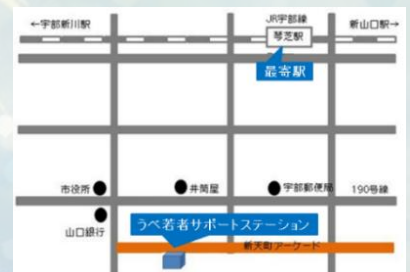 ←宇部新川駅
JR宇部線
新山口駅→
琴芝駅
最寄駅
市役所
井筒屋
宇部郵便局
190号線
山口銀行
うべ若者サポートステーション
新天町アーケード